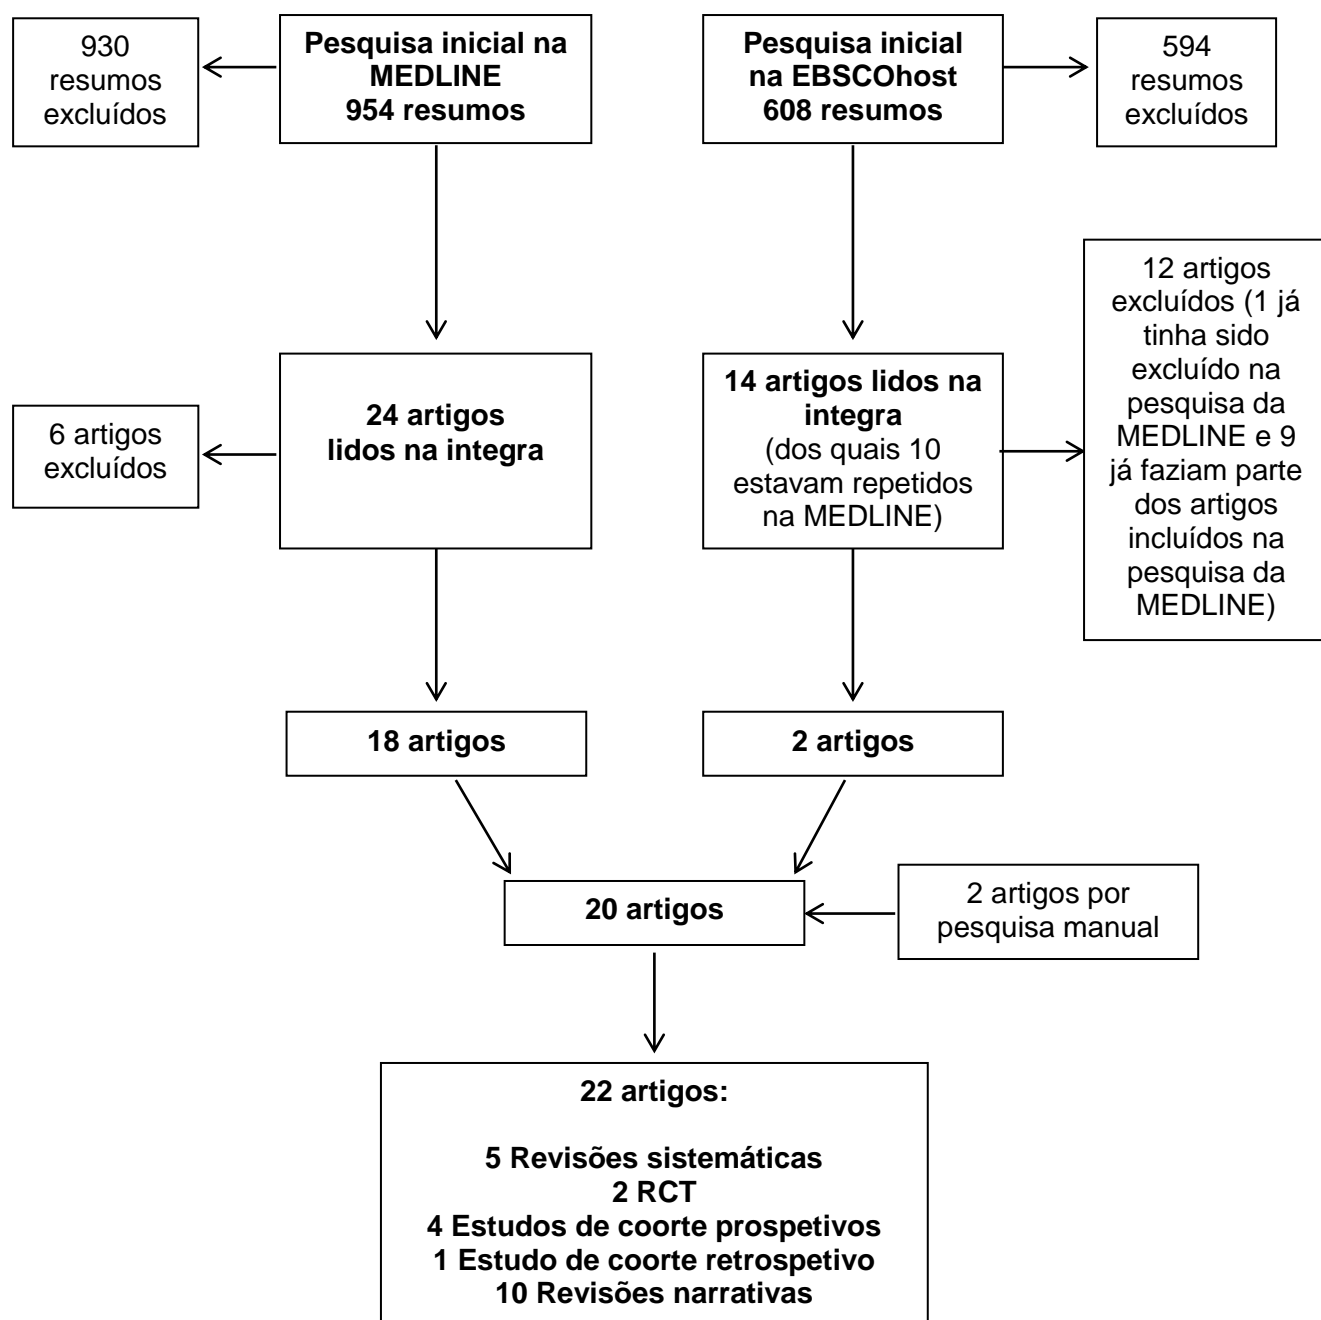 930
resumos
excluídos
Pesquisa inicial na
MEDLINE
954 resumos
Pesquisa inicial
na EBSCOhost
608 resumos
594
resumos
excluídos
6 artigos
excluídos
24 artigos
lidos na integra
14 artigos lidos na
integra
(dos quais 10
estavam repetidos
na MEDLINE)
12 artigos
excluídos (1 já
tinha sido
excluído na
pesquisa da
MEDLINE e 9
já faziam parte
dos artigos
incluídos na
pesquisa da
MEDLINE)
18 artigos
2 artigos
20 artigos
2 artigos por
pesquisa manual
22 artigos:
5 Revisões sistemáticas
2 RCT
4 Estudos de coorte prospetivos
1 Estudo de coorte retrospetivo
10 Revisões narrativas